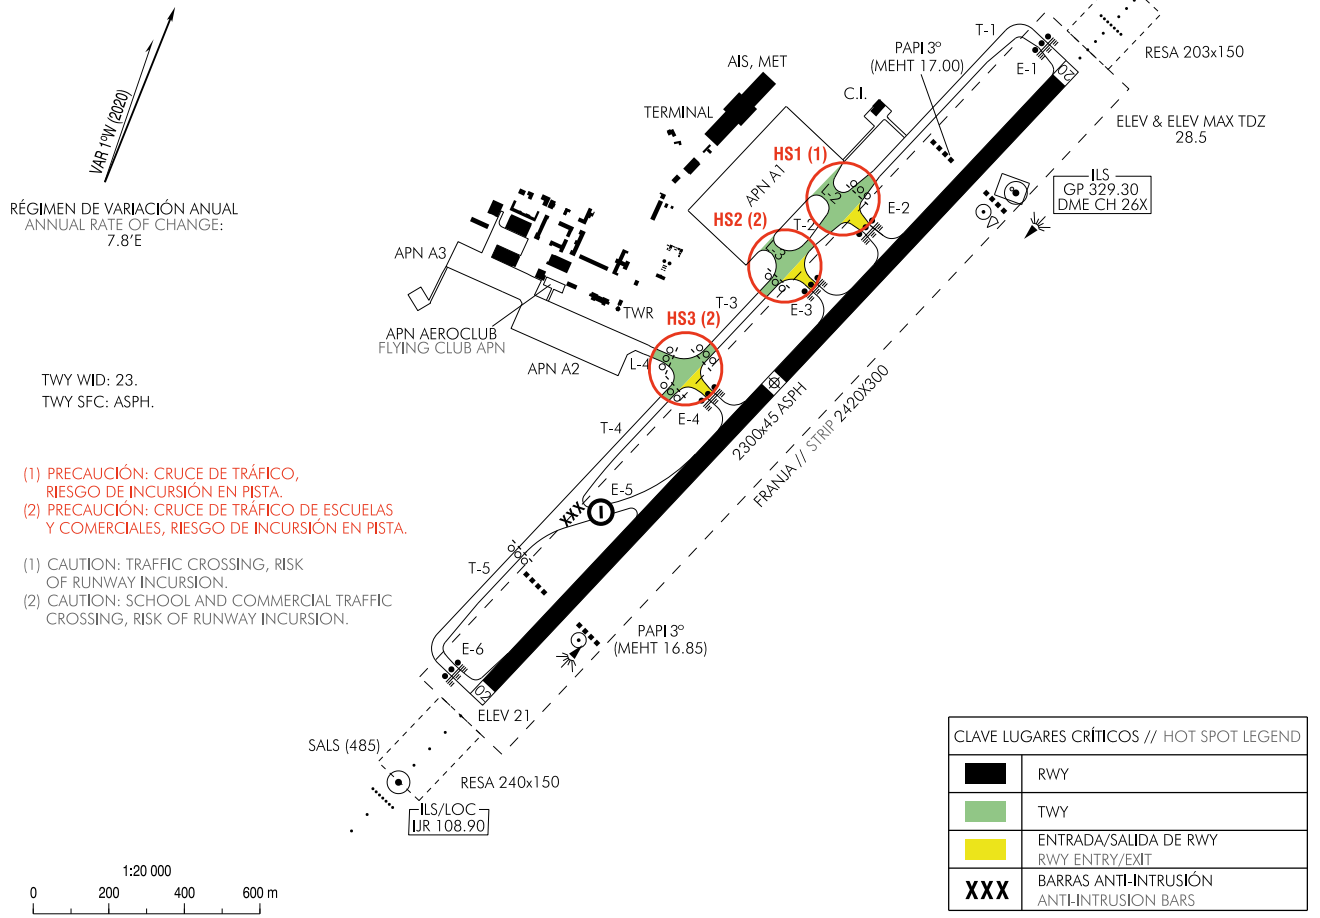 VAR 1ºW (2020)
RÉGIMEN DE VARIACIÓN ANUAL
ANNUAL RATE OF CHANGE:
7.8’E
TWY WID: 23.
TWY SFC: ASPH.
(1) PRECAUCIÓN: CRUCE DE TRÁFICO,
RIESGO DE INCURSIÓN EN PISTA.
(2) PRECAUCIÓN: CRUCE DE TRÁFICO DE ESCUELAS
Y COMERCIALES, RIESGO DE INCURSIÓN EN PISTA.
(1) CAUTION: TRAFFIC CROSSING, RISK
OF RUNWAY INCURSION.
(2) CAUTION: SCHOOL AND COMMERCIAL TRAFFIC
CROSSING, RISK OF RUNWAY INCURSION.
1:20 000
0 200 400 600 m
T-1
E-1
20
RESA 203x150
PAPI 3º
(MEHT 17.00)
ELEV & ELEV MAX TDZ
28.5
AIS, MET
TERMINAL
C.I.
APN A1
HS1 (1)
L-2
E-2
ILS
GP 329.30
DME CH 26X
HS2 (2)
T-2
L-3
E-3
T-3
APN A3
TWR
HS3 (2)
APN AEROCLUB
FLYING CLUB APN
APN A2
L-4
E-4
2300x45 ASPH
FRANJA // STRIP 2420X300
T-4
E-5
XXX
I
T-5
PAPI 3º
(MEHT 16.85)
E-6
02
ELEV 21
SALS (485)
RESA 240x150
ILS/LOC
IJR 108.90
CLAVE LUGARES CRÍTICOS // HOT SPOT LEGEND
RWY
TWY
ENTRADA/SALIDA DE RWY
RWY ENTRY/EXIT
XXX BARRAS ANTI-INTRUSIÓN
ANTI-INTRUSION BARS